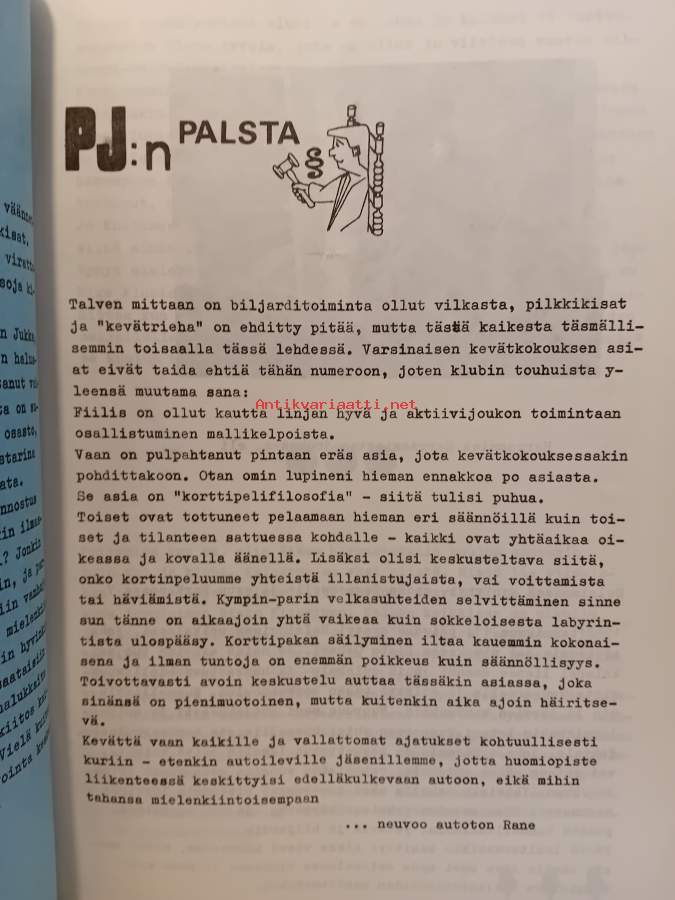 PJ:n PALSTA
§
Talven mittaan on biljarditoiminta ollut vilkasta, pilkkikisat
ja "kevätrieha" on ehditty pitää, mutta tästä kaikesta täsmälli-
semmin toisaalla tässä lehdessä. Varsinaisen kevätkokouksen asi-
at eivät taida ehtiä tähän numeroon, joten klubin touhuista y-
leensä muutama sana:
Antikvariaatti.net
Fiilis on ollut kautta linjan hyvä ja aktiivijoukon toimintaan
osallistuminen mallikelpoista.
Vaan on pulpahtanut pintaan eräs asia, jota kevätkokouksessakin
pohdittakoon. Otan omin lupineni hieman ennakkoa po asiasta.
Se asia on "korttipelifilosofia" - siitä tulisi puhua.
Toiset ovat tottuneet pelaamaan hieman eri säännöillä kuin toi-
set ja tilanteen sattuessa kohdalle - kaikki ovat yhtäaikaa oi-
keassa ja kovalla äänellä. Lisäksi olisi keskusteltava siitä,
onko kortinpeluumme yhteistä illanistujaista, vai voittamista
tai häviämistä. Kympin-parin velkasuhteiden selvittäminen sinne
sun tänne on aikaajoin yhtä vaikeaa kuin sokkeloisesta labyrin-
tista ulospääsy. Korttipakan säilyminen iltaa kauemmin kokonai-
sena ja ilman tuntoja on enemmän poikkeus kuin säännöllisyys.
Toivottavasti avoin keskustelu auttaa tässäkin asiassa, joka
sinänsä on pienimuotoinen, mutta kuitenkin aika ajoin häiritse-
vä.
Kevättä vaan kaikille ja vallattomat ajatukset kohtuullisesti
kuriin - etenkin autoileville jäsenillemme, jotta huomiopiste
liikenteessä keskittyisi edelläkulkevaan autoon, eikä mihin
tahansa mielenkiintoisempaan
... neuvoo autoton Rane